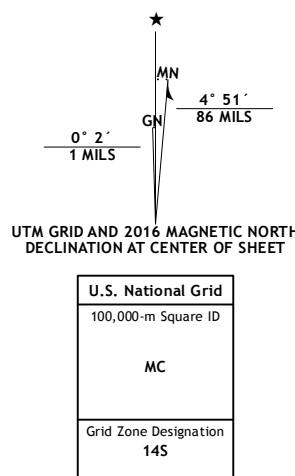 ★
MN
GN
4° 51´
86 MILS
0° 2´
1 MILS
UTM GRID AND 2016 MAGNETIC NORTH
DECLINATION AT CENTER OF SHEET
U.S. National Grid
100,000-m Square ID
MC
Grid Zone Designation
14S